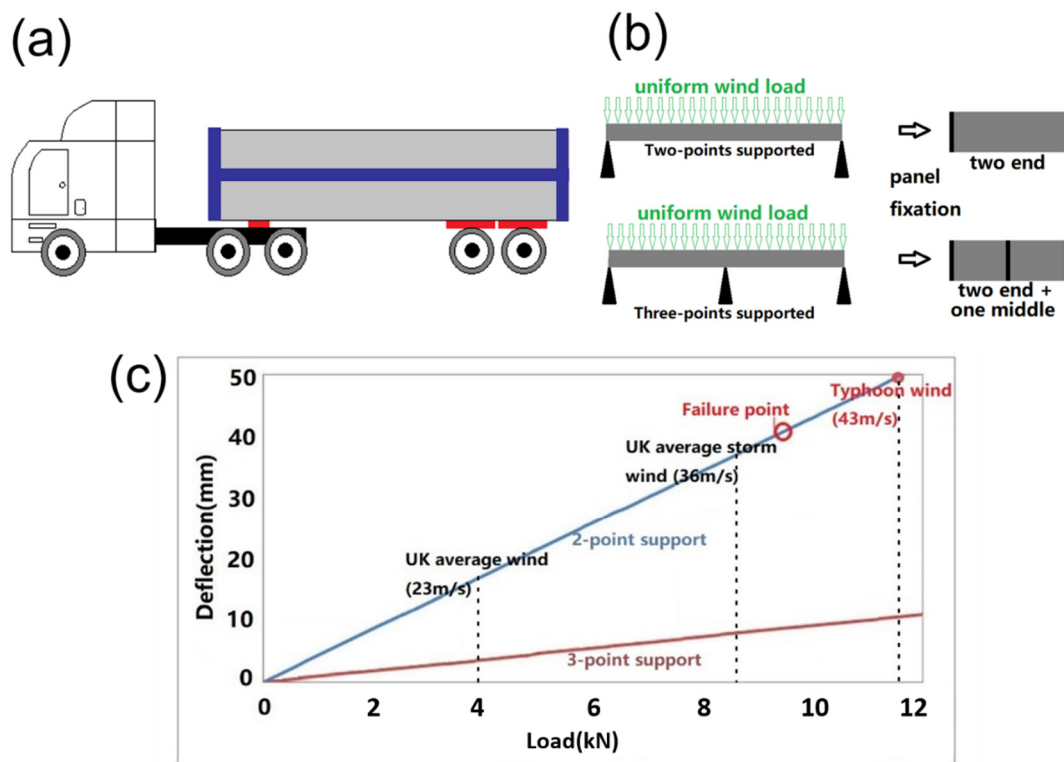 (a)
(b)
uniform wind load
Two-points supported
two end
panel
fixation
uniform wind load
Three-points supported
two end +
one middle
(c)
50
40
30
20
10
0
Deflection(mm)
Typhoon wind
(43m/s)
Failure point
UK average storm
wind (36m/s)
2-point support
UK average wind
(23m/s)
3-point support
0 2 4 6 8 10 12
Load(kN)